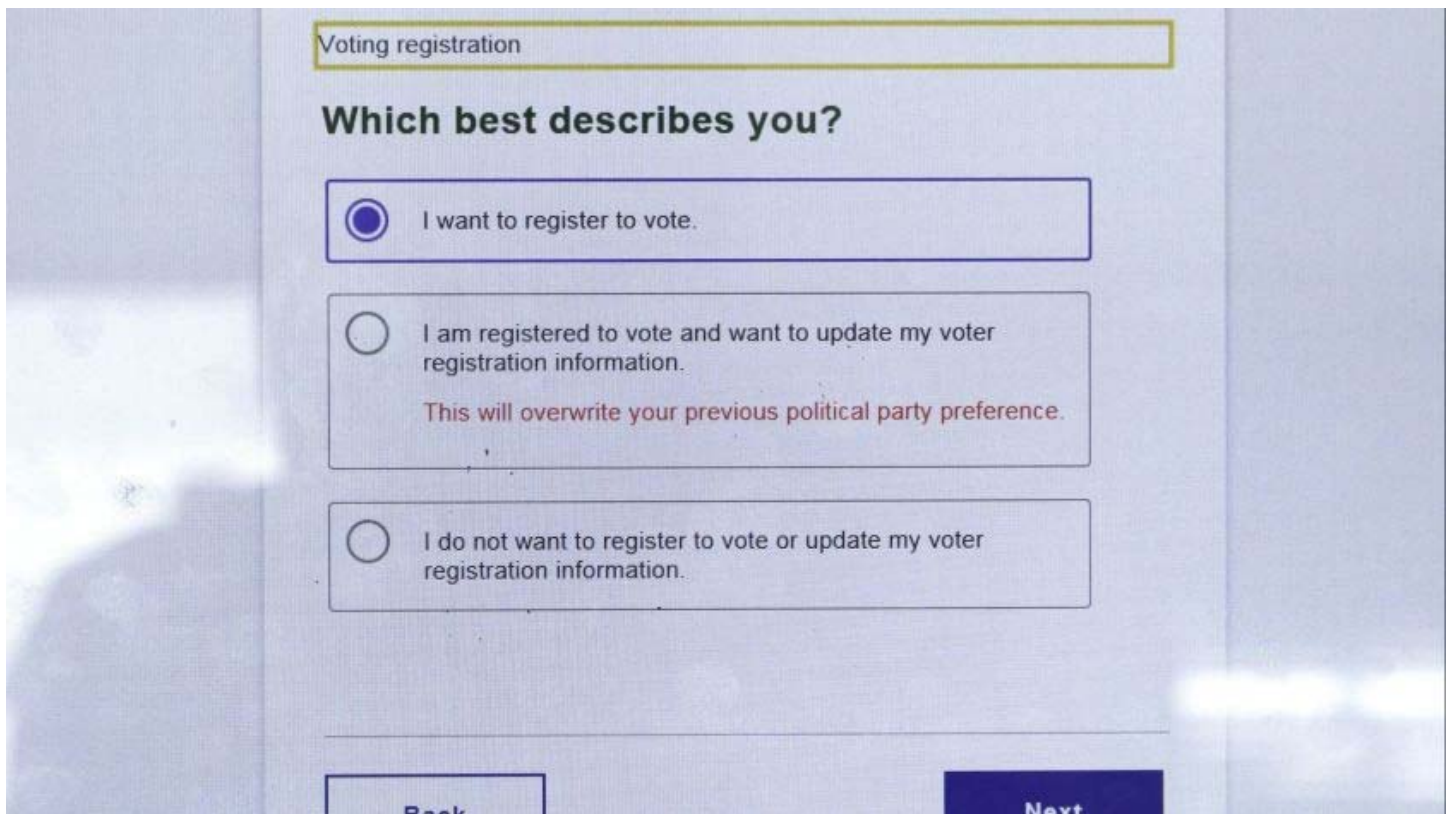 Voting registration
Which best describes you?
I want to register to vote.
I am registered to vote and want to update my voter
registration information.
This will overwrite your previous political party preference.
I do not want to register to vote or update my voter
registration information.
Back
Next